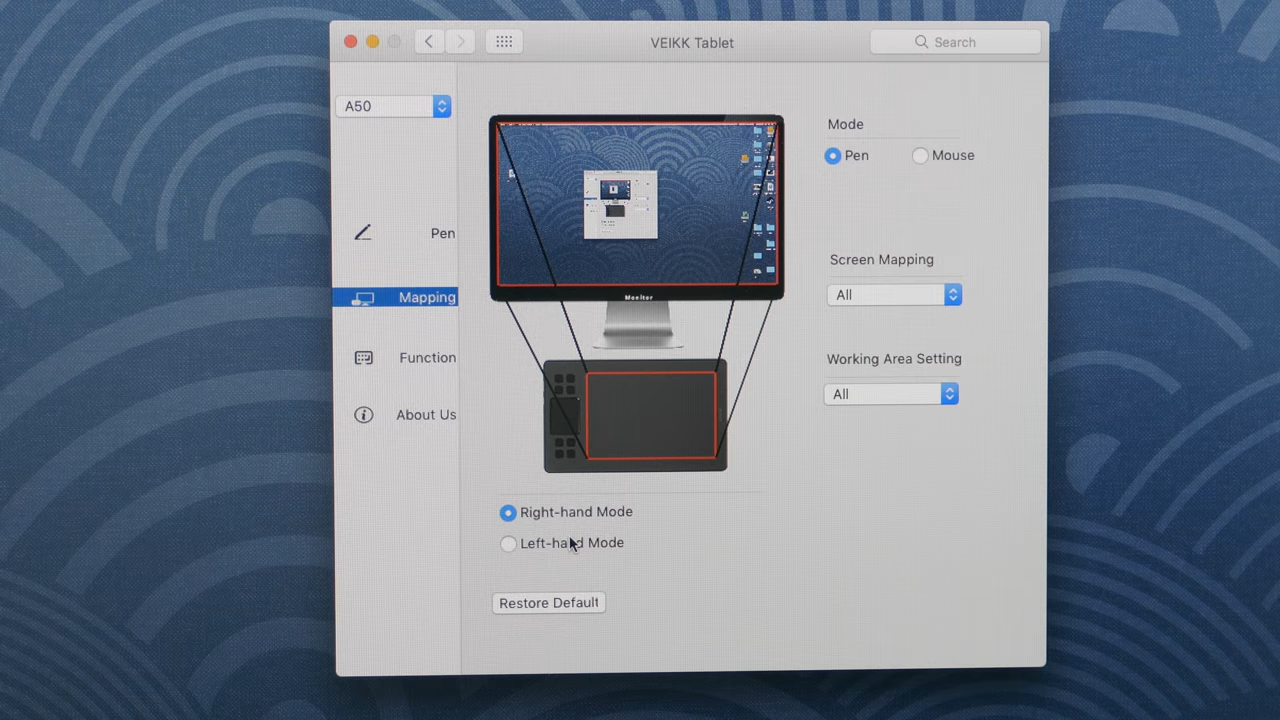 VEIKK Tablet
Search
A50
Pen
Mapping
Function
About Us
Monitor
Right-hand Mode
Left-hand Mode
Restore Default
Mode
Pen
Mouse
Screen Mapping
All
Working Area Setting
All